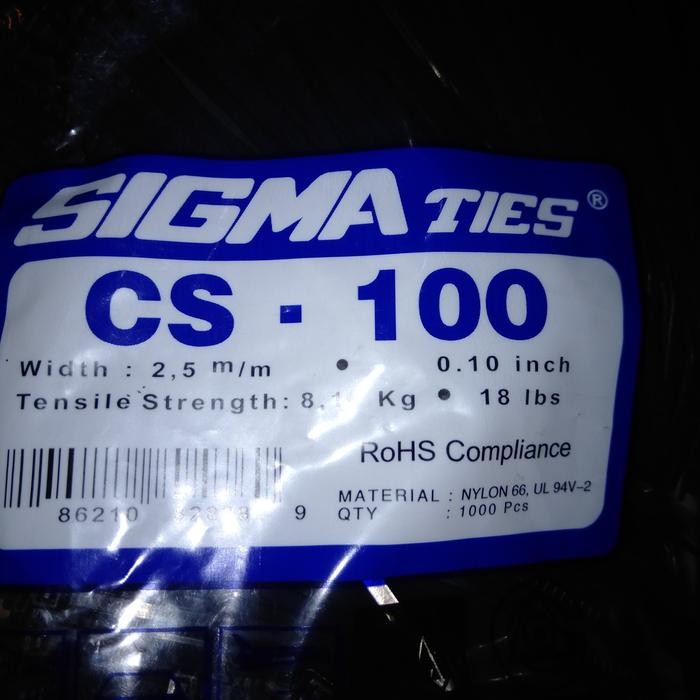 SIGMA TIES ®
CS - 100
Width : 2,5 m/m • 0.10 inch
Tensile Strength: Kg • 18 lbs
RoHS Compliance
MATERIAL : NYLON 66, UL 94V-2
QTY : 1000 Pcs
86210 9